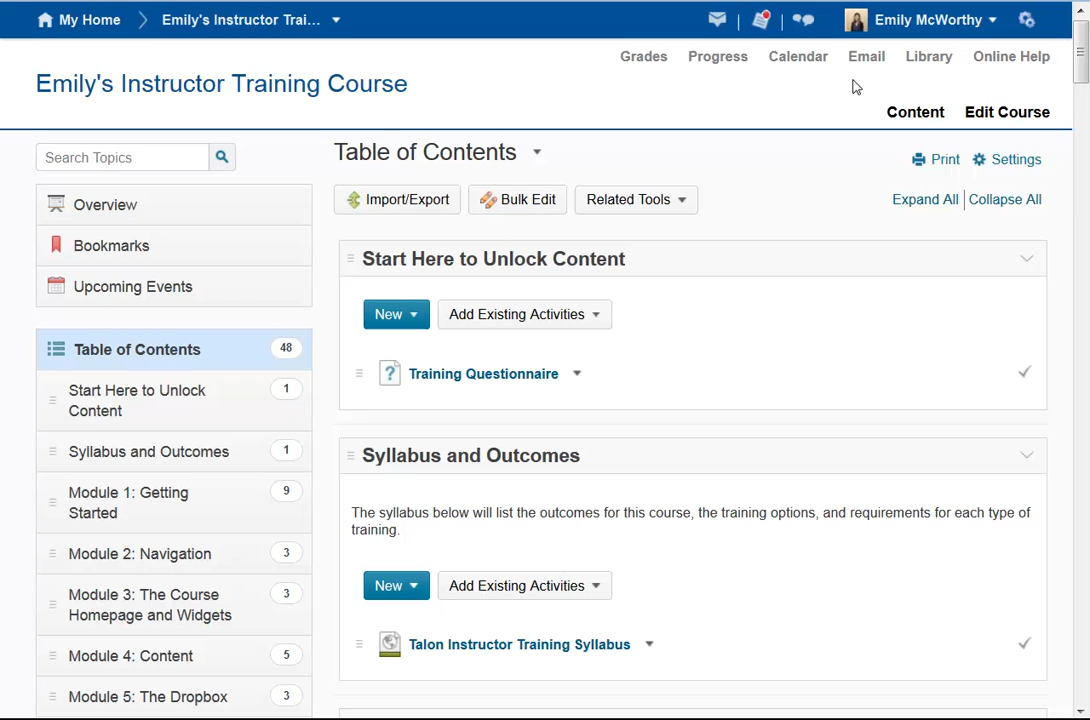 My Home
Emily's Instructor Trai...
Emily McWorthy
Grades Progress Calendar Email Library Online Help
Emily's Instructor Training Course
Content Edit Course
Search Topics
Overview
Bookmarks
Upcoming Events
Table of Contents 48
Start Here to Unlock 1
Content
Syllabus and Outcomes 1
Module 1: Getting 9
Started
Module 2: Navigation 3
Module 3: The Course 3
Homepage and Widgets
Module 4: Content 5
Module 5: The Dropbox 3
Table of Contents
Print Settings
Import/Export Bulk Edit Related Tools
Expand All Collapse All
Start Here to Unlock Content
New Add Existing Activities
Training Questionnaire
Syllabus and Outcomes
The syllabus below will list the outcomes for this course, the training options, and requirements for each type of
training.
New Add Existing Activities
Talon Instructor Training Syllabus